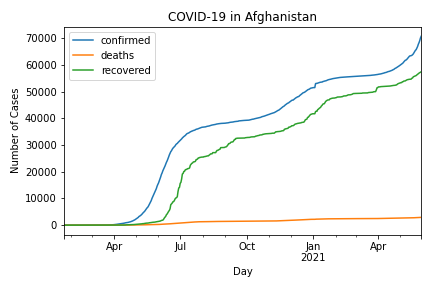 COVID-19 in Afghanistan
confirmed
deaths
recovered
Number of Cases
70000
60000
50000
40000
30000
20000
10000
0
Apr
Jul
Oct
Jan
2021
Apr
Day